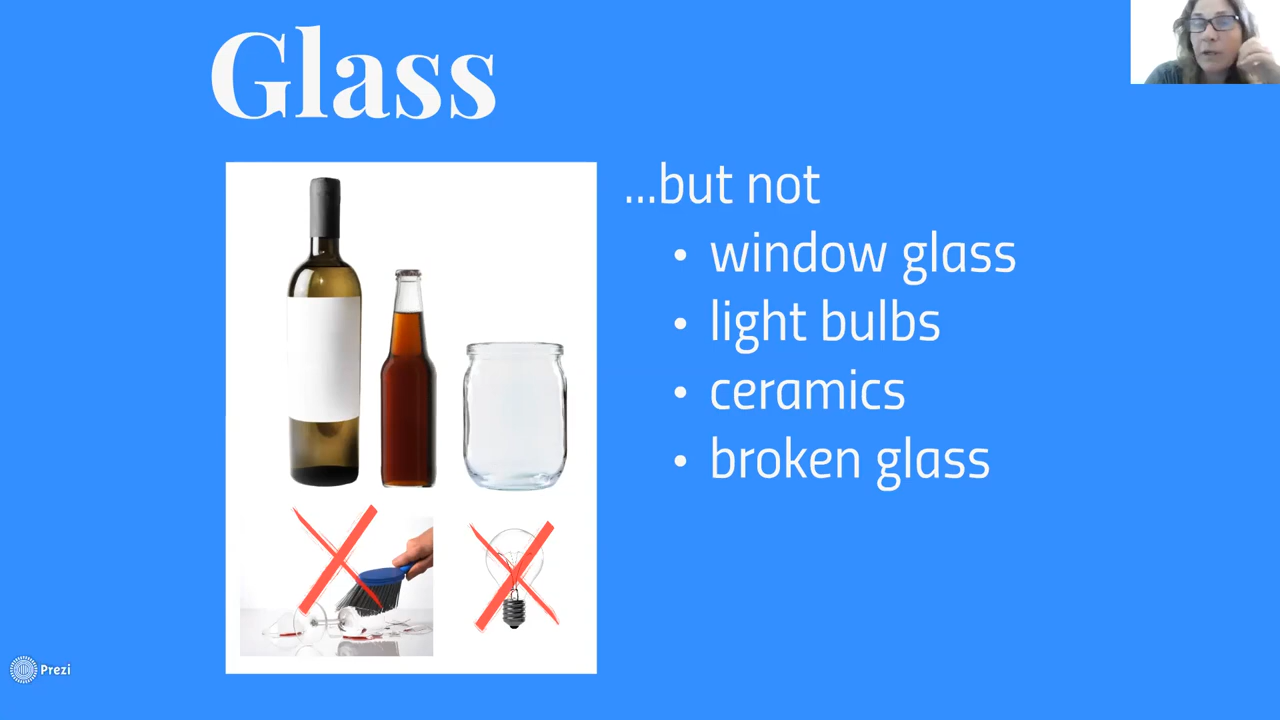 Glass
...but not
• window glass
• light bulbs
• ceramics
• broken glass
Prezi